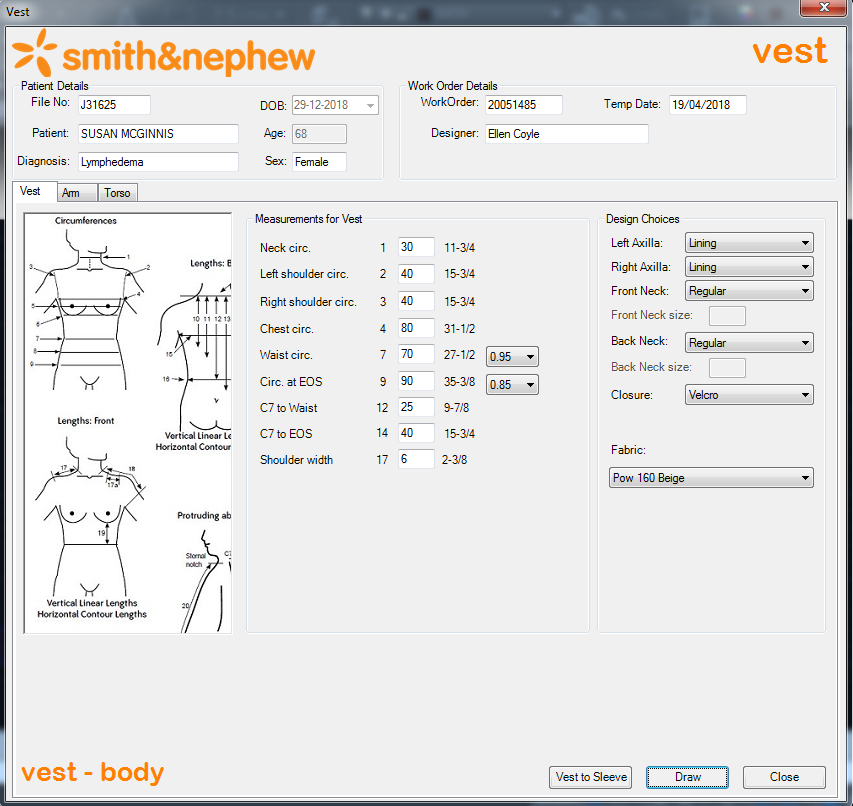 Vest
smith&nephew
vest
Patient Details
File No: J31625 DOB: 29-12-2018
Patient: SUSAN MCGINNIS Age: 68
Diagnosis: Lymphedema Sex: Female
Work Order Details
WorkOrder: 20051485 Temp Date: 19/04/2018
Designer: Ellen Coyle
Vest Arm Torso
Circumferences
1
3 2
4
5
6
7
8
9
Lengths: B
10 11 12 13
15
16
Vertical Linear Le
Horizontal Contour
Lengths: Front
17 18
17a
19
Vertical Linear Lengths
Horizontal Contour Lengths
Protruding ab
Sternal
notch
C7
20
Measurements for Vest
Neck circ. 1 30 11-3/4
Left shoulder circ. 2 40 15-3/4
Right shoulder circ. 3 40 15-3/4
Chest circ. 4 80 31-1/2
Waist circ. 7 70 27-1/2 0.95
Circ. at EOS 9 90 35-3/8 0.85
C7 to Waist 12 25 9-7/8
C7 to EOS 14 40 15-3/4
Shoulder width 17 6 2-3/8
Design Choices
Left Axilla: Lining
Right Axilla: Lining
Front Neck: Regular
Front Neck size:
Back Neck: Regular
Back Neck size:
Closure: Velcro
Fabric:
Pow 160 Beige
vest - body
Vest to Sleeve Draw Close